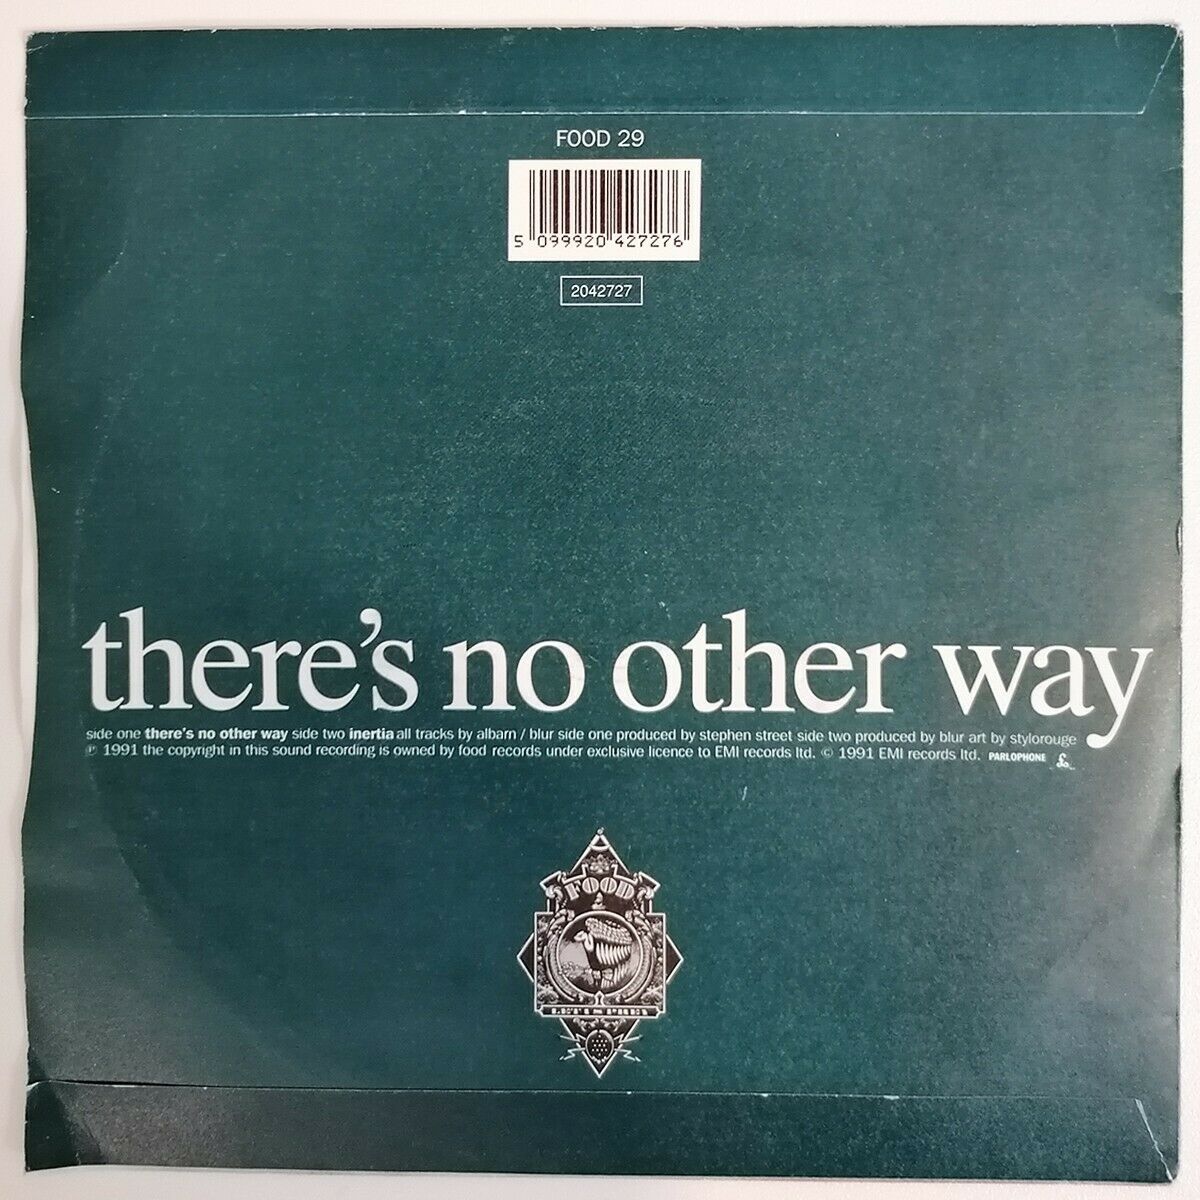 FOOD 29
5 099920 427276
2042727
there's no other way
side one there's no other way side two inertia all tracks by albarn / blur side one produced by stephen street side two produced by blur art by stylorouge
℗ 1991 the copyright in this sound recording is owned by food records under exclusive licence to EMI records ltd. © 1991 EMI records ltd. PARLOPHONE £
FOOD